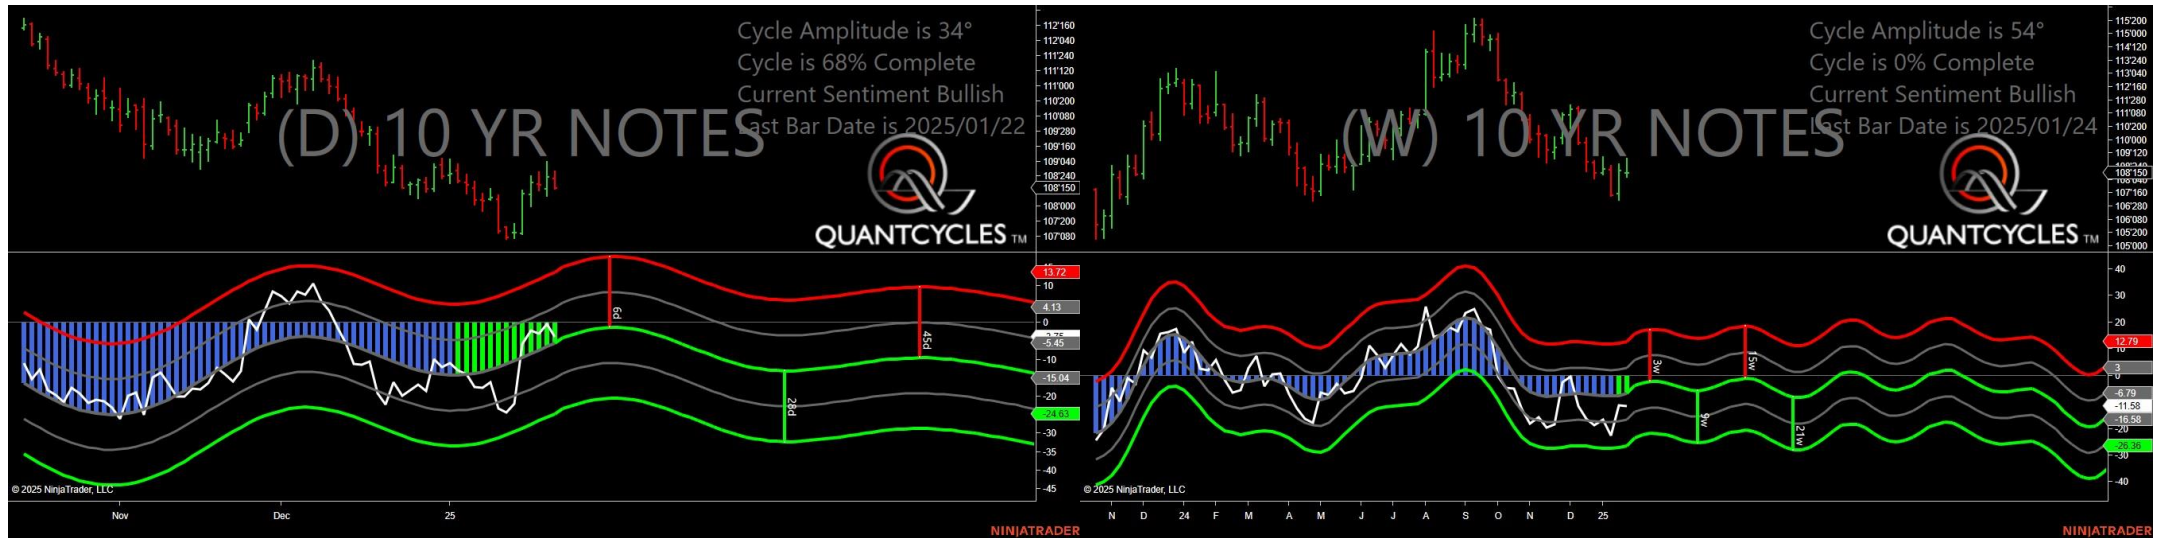 Cycle Amplitude is 34°
Cycle is 68% Complete
Current Sentiment Bullish
Last Bar Date is 2025/01/22
(D) 10 YR NOTES
QUANTCYCLES TM
112'160
112'040
111'240
111'120
111'000
110'200
110'080
109'280
109'160
109'040
108'240
108'150
108'000
107'200
107'080
13.72
10
4.13
0
-5.45
-10
-15.04
-20
-24.63
-30
-35
-40
-45
6d
28d
45d
© 2025 NinjaTrader, LLC
Nov
Dec
25
NINJATRADER
Cycle Amplitude is 54°
Cycle is 0% Complete
Current Sentiment Bullish
Last Bar Date is 2025/01/24
(W) 10 YR NOTES
QUANTCYCLES TM
115'200
115'000
114'120
113'240
113'040
112'160
111'280
111'080
110'200
110'000
109'120
108'150
107'160
106'280
106'080
105'200
105'000
40
30
20
12.79
10
3
0
-6.79
-11.58
-16.58
-20
-26.36
-30
-40
3w
9w
15w
21w
© 2025 NinjaTrader, LLC
N
D
24
F
M
A
M
J
J
A
S
O
N
D
25
NINJATRADER